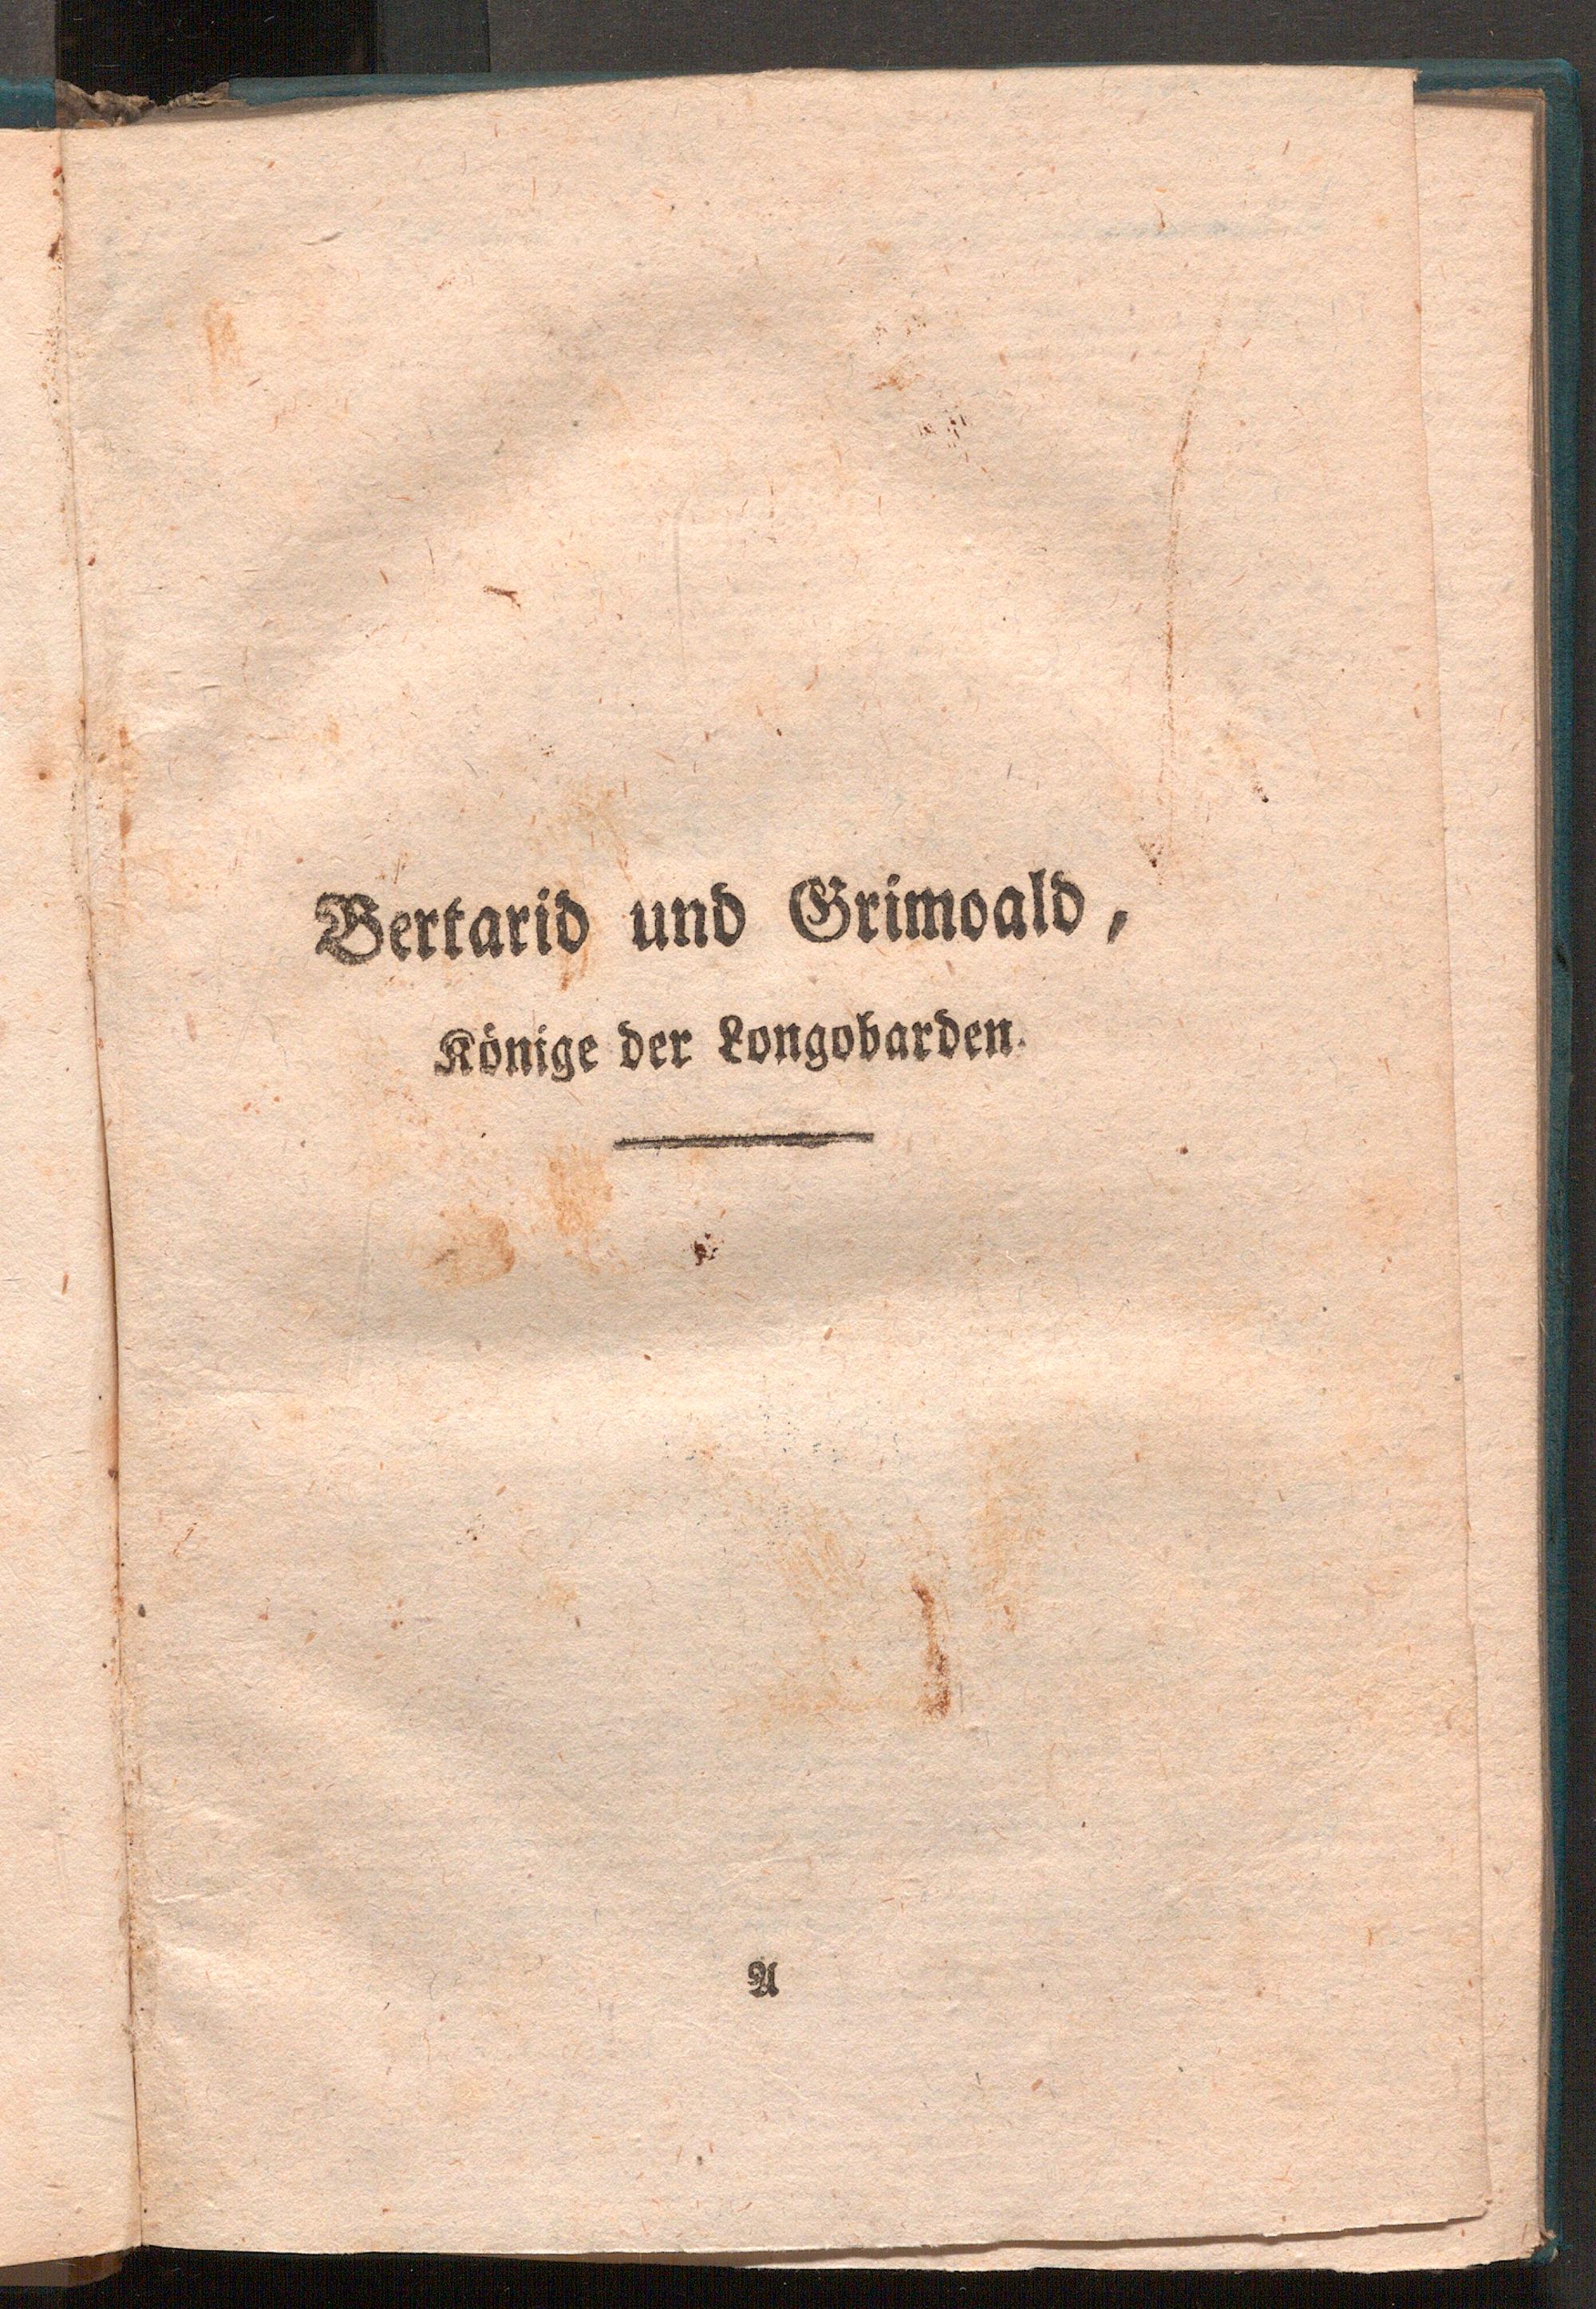 Bertarid und Grimoald,
Könige der Longobarden.
A